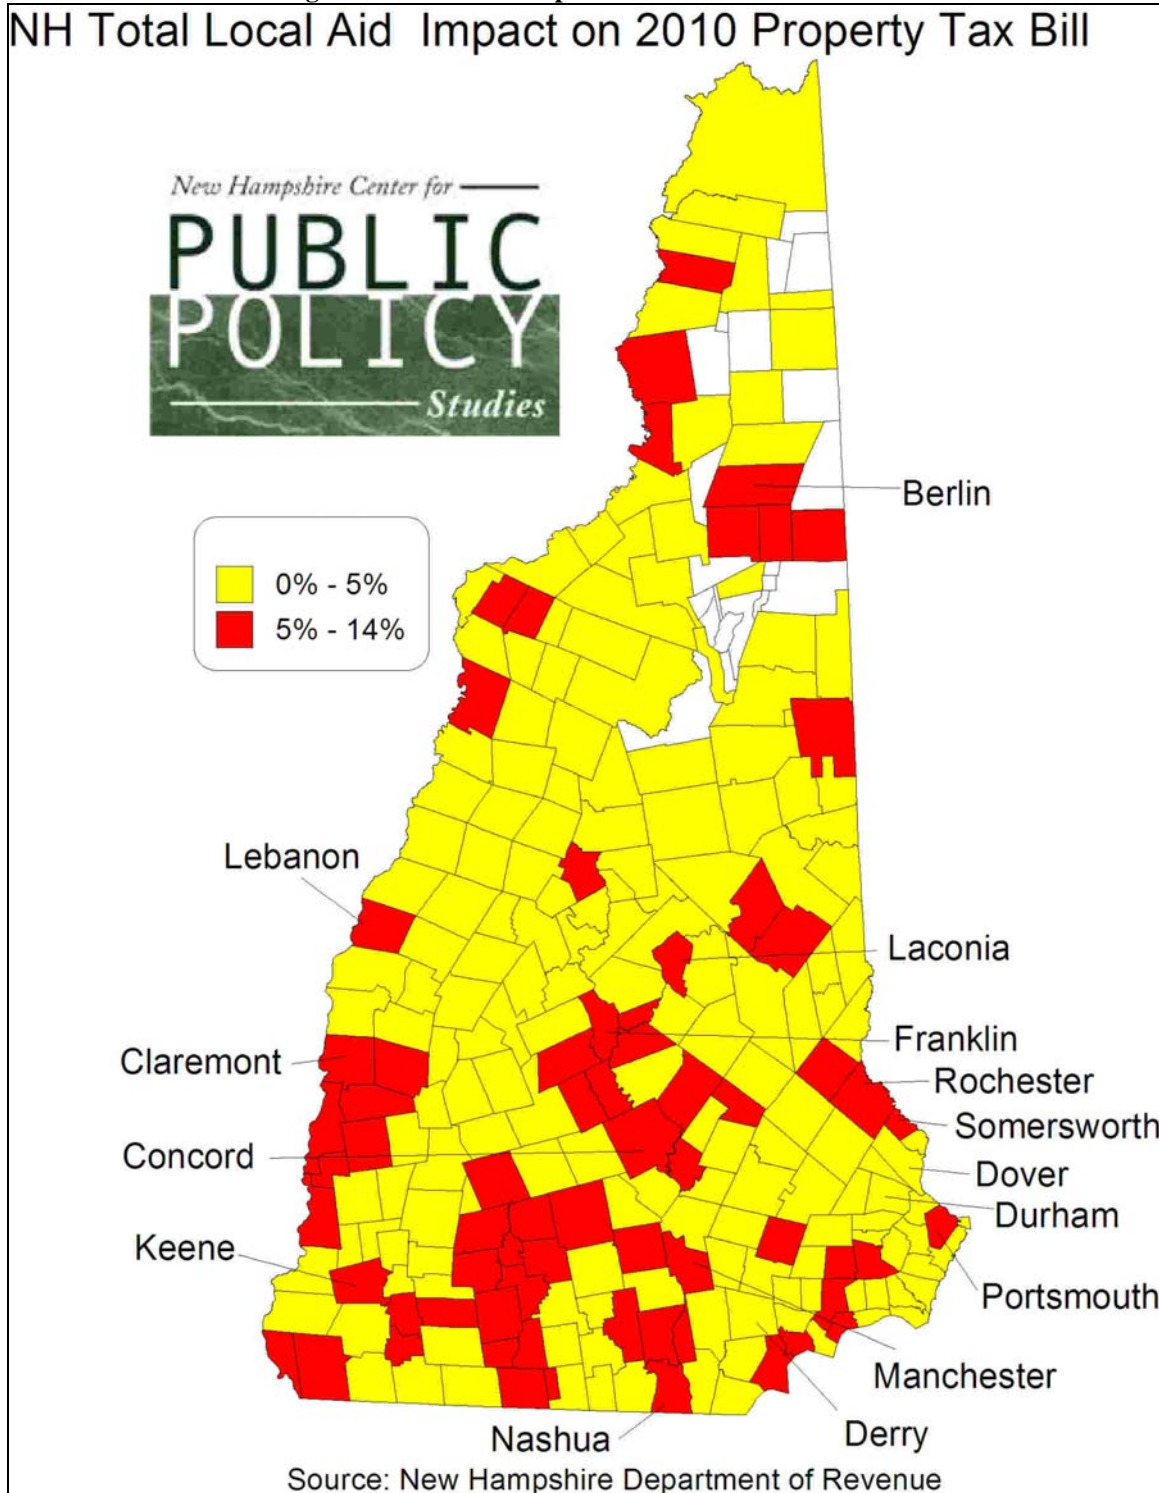 NH Total Local Aid Impact on 2010 Property Tax Bill
New Hampshire Center for
PUBLIC
POLICY
Studies
Berlin
0% - 5%
5% - 14%
Lebanon
Laconia
Franklin
Claremont
Rochester
Somersworth
Concord
Dover
Durham
Keene
Portsmouth
Manchester
Derry
Nashua
Source: New Hampshire Department of Revenue